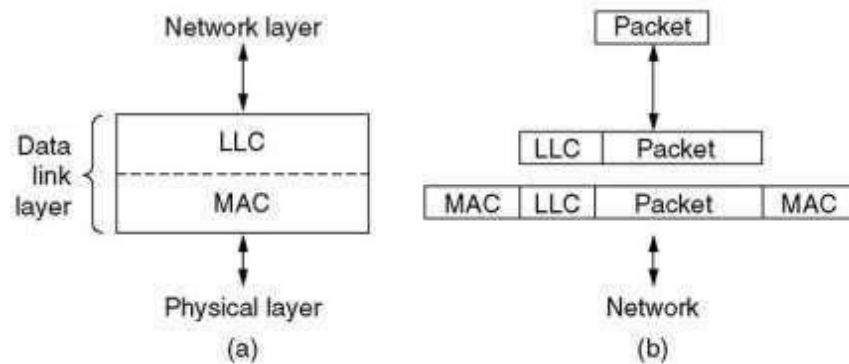 Network layer
Data
link
layer
LLC
MAC
Physical layer
(a)
Packet
LLC Packet
MAC LLC Packet MAC
Network
(b)